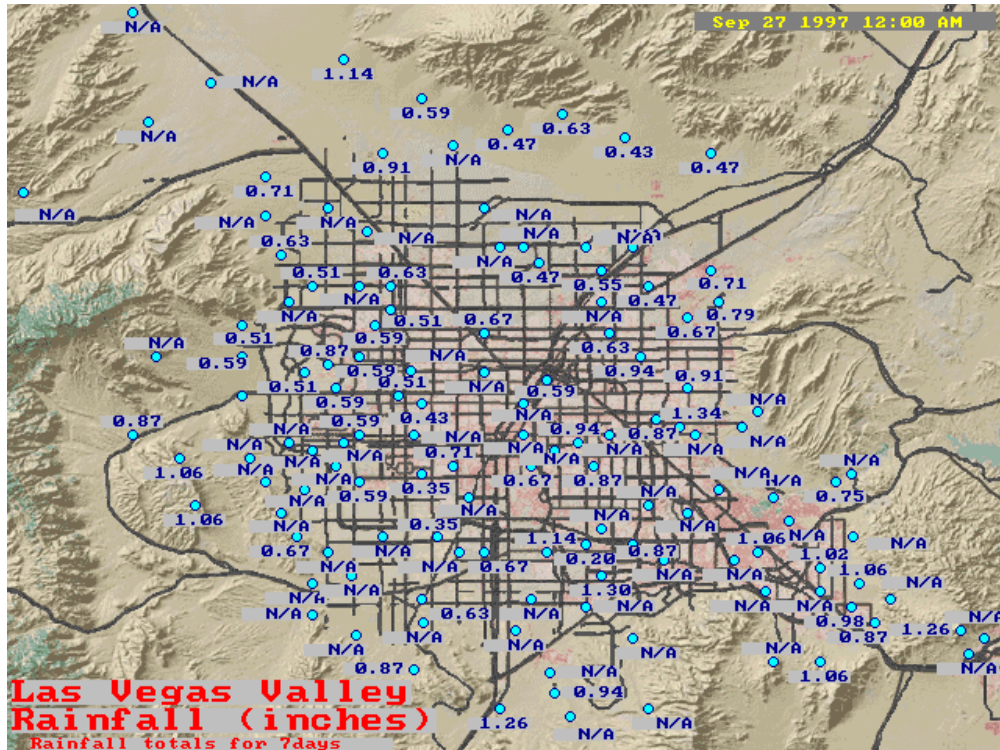 Sep 27 1997 12:00 AM
N/A
1.14
N/A
0.59
0.63
N/A
0.47
0.43
N/A
0.91
0.47
0.71
N/A
N/A
N/A
N/A
N/A
N/A
0.63
N/A
N/A
0.51
0.63
0.47
0.55
0.71
N/A
N/A
0.47
N/A
0.79
0.51
0.67
0.67
0.51
0.59
N/A
0.63
0.87
N/A
0.59
0.59
0.94
0.51
0.51
0.91
0.59
0.59
0.43
N/A
1.34
0.87
N/A
0.59
N/A
0.94
0.87
N/A
N/A
N/A
0.71
N/A
N/A
N/A
1.06
N/A
N/A
0.59
0.35
0.67
0.87
N/A
N/A
0.75
1.06
N/A
0.35
N/A
N/A
N/A
0.67
N/A
N/A
0.67
1.14
0.20
0.87
1.06
1.02
N/A
N/A
N/A
1.06
N/A
N/A
N/A
0.63
1.30
N/A
N/A
N/A
0.98
N/A
N/A
N/A
0.87
1.26
N/A
0.87
N/A
N/A
N/A
1.06
N/A
0.94
1.26
N/A
N/A
Las Vegas Valley
Rainfall (inches)
Rainfall totals for 7days